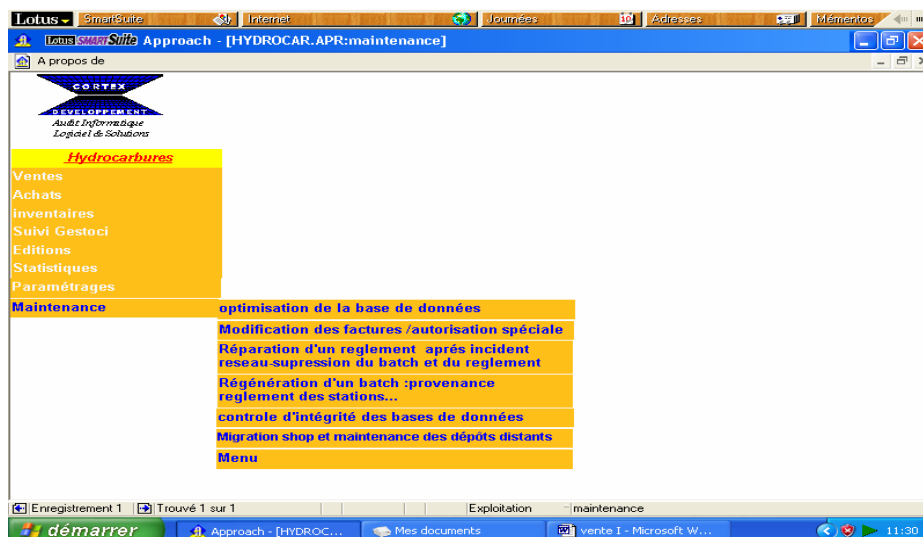 Lotus SmartSuite Internet Journées 10 Adresses Mémentos
Lotus SMARTSuite Approach - [HYDROCAR.APR:maintenance]
A propos de
CORTEX
DEVELOPPEMENT
Audit Informatique
Logiciel & Solutions
Hydrocarbures
Ventes
Achats
inventaires
Suivi Gestoci
Editions
Statistiques
Paramétrages
Maintenance
optimisation de la base de données
Modification des factures /autorisation spéciale
Réparation d'un reglement aprés incident
reseau-supression du batch et du reglement
Régénération d'un batch :provenance
reglement des stations...
controle d'intégrité des bases de données
Migration shop et maintenance des dépôts distants
Menu
Enregistrement 1 Trouvé 1 sur 1 Exploitation maintenance
démarrer Approach - [HYDROC... Mes documents vente I - Microsoft W... 11:30